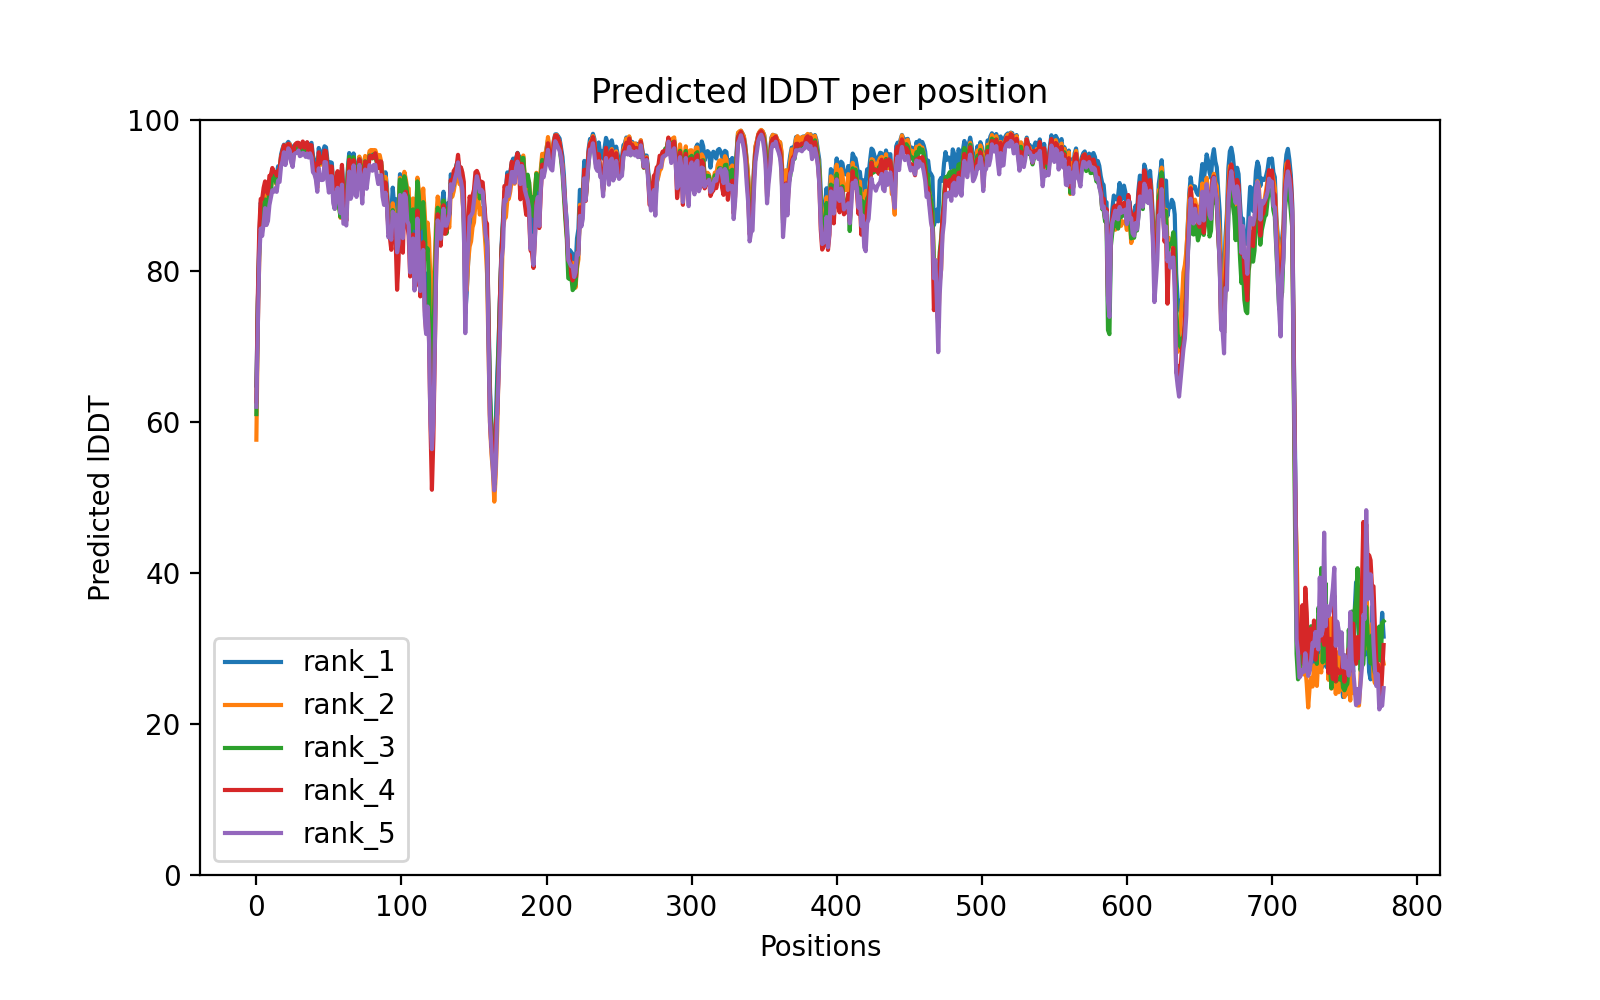 Predicted lDDT per position
100
80
60
40
20
0
Predicted lDDT
rank_1
rank_2
rank_3
rank_4
rank_5
0 100 200 300 400 500 600 700 800
Positions